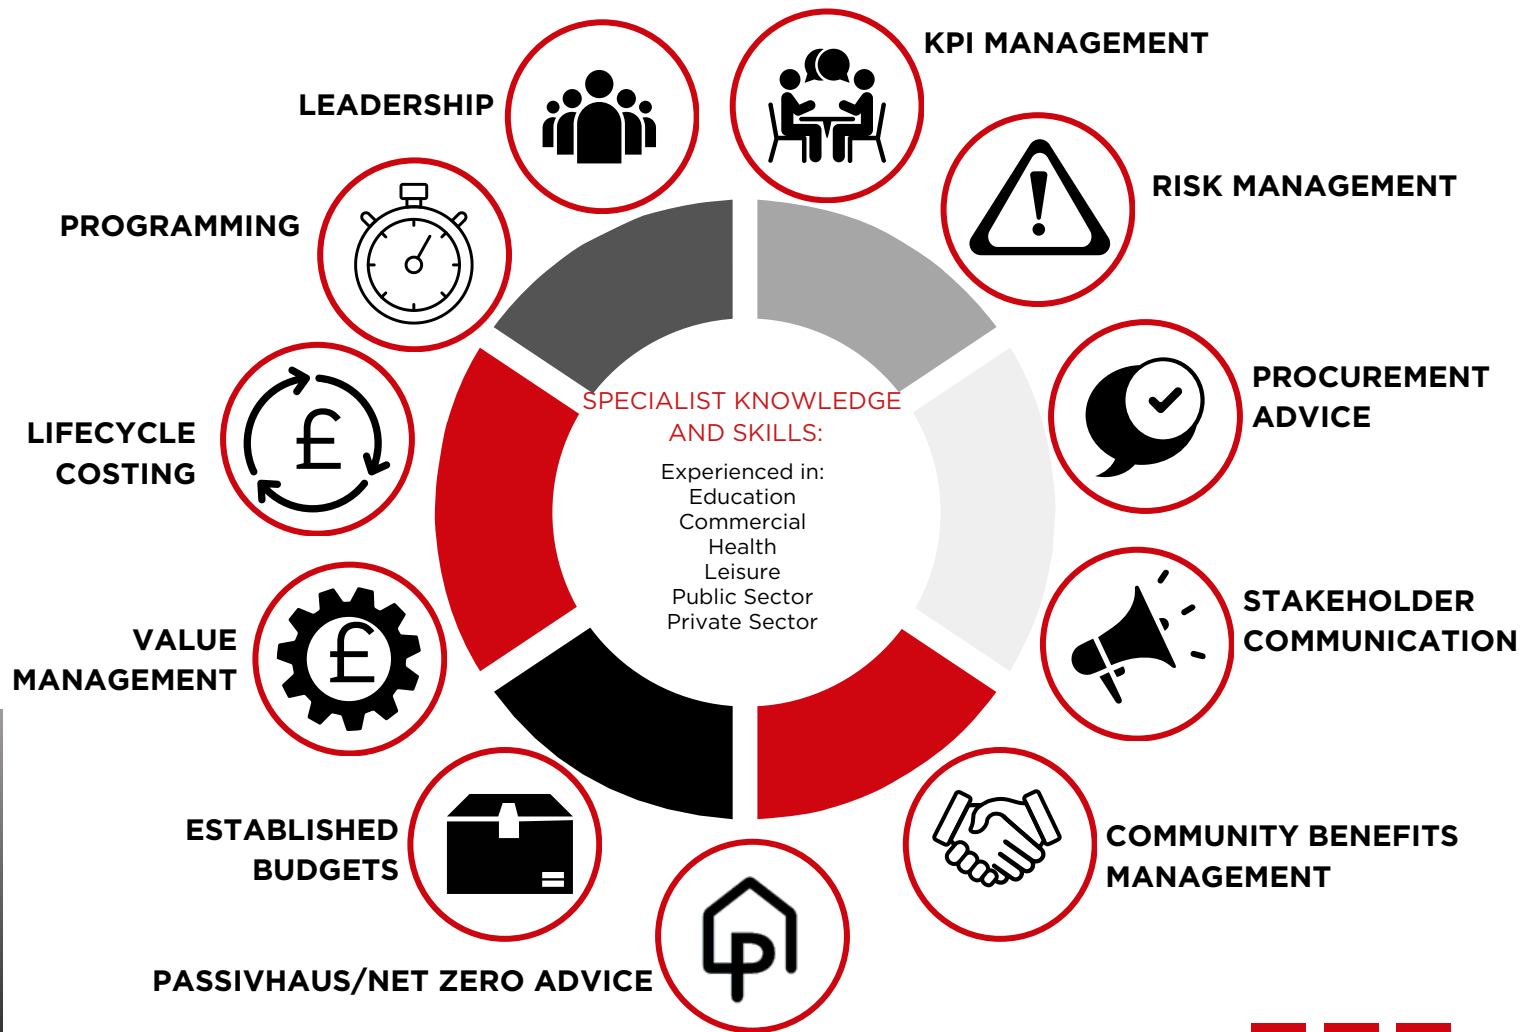 KPI MANAGEMENT
LEADERSHIP
RISK MANAGEMENT
PROGRAMMING
PROCUREMENT
ADVICE
LIFECYCLE
COSTING
£
SPECIALIST KNOWLEDGE
AND SKILLS:
Experienced in:
Education
Commercial
Health
Leisure
Public Sector
Private Sector
STAKEHOLDER
COMMUNICATION
VALUE
MANAGEMENT
£
ESTABLISHED
BUDGETS
COMMUNITY BENEFITS
MANAGEMENT
PASSIVHAUS/NET ZERO ADVICE